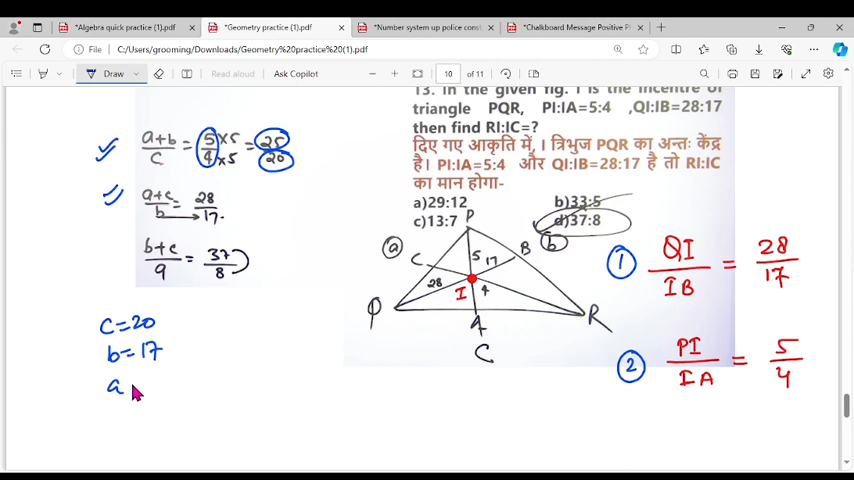 *Algebra quick practice (1).pdf
*Geometry practice (1).pdf
*Number system up police const
*Chalkboard Message Positive P
File C:/Users/grooming/Downloads/Geometry%20practice%20(1).pdf
Draw Read aloud Ask Copilot 10 of 11
13. In the given fig. I is the incentre of
triangle PQR, PI:IA=5:4 ,QI:IB=28:17
then find RI:IC=?
दिए गए आकृति में, I त्रिभुज PQR का अन्तः केंद्र
है। PI:IA=5:4 और QI:IB=28:17 है तो RI:IC
का मान होगा-
a)29:12 b)33:5
c)13:7 d)37:8
a+b/c = 5×5/4×5 = 25/20
a+c/b = 28/17
b+c/9 = 37/8
c=20
b=17
a
P
a b
C 5 17 B
28 I 4
Q A R
C
1 QI/IB = 28/17
2 PI/IA = 5/4